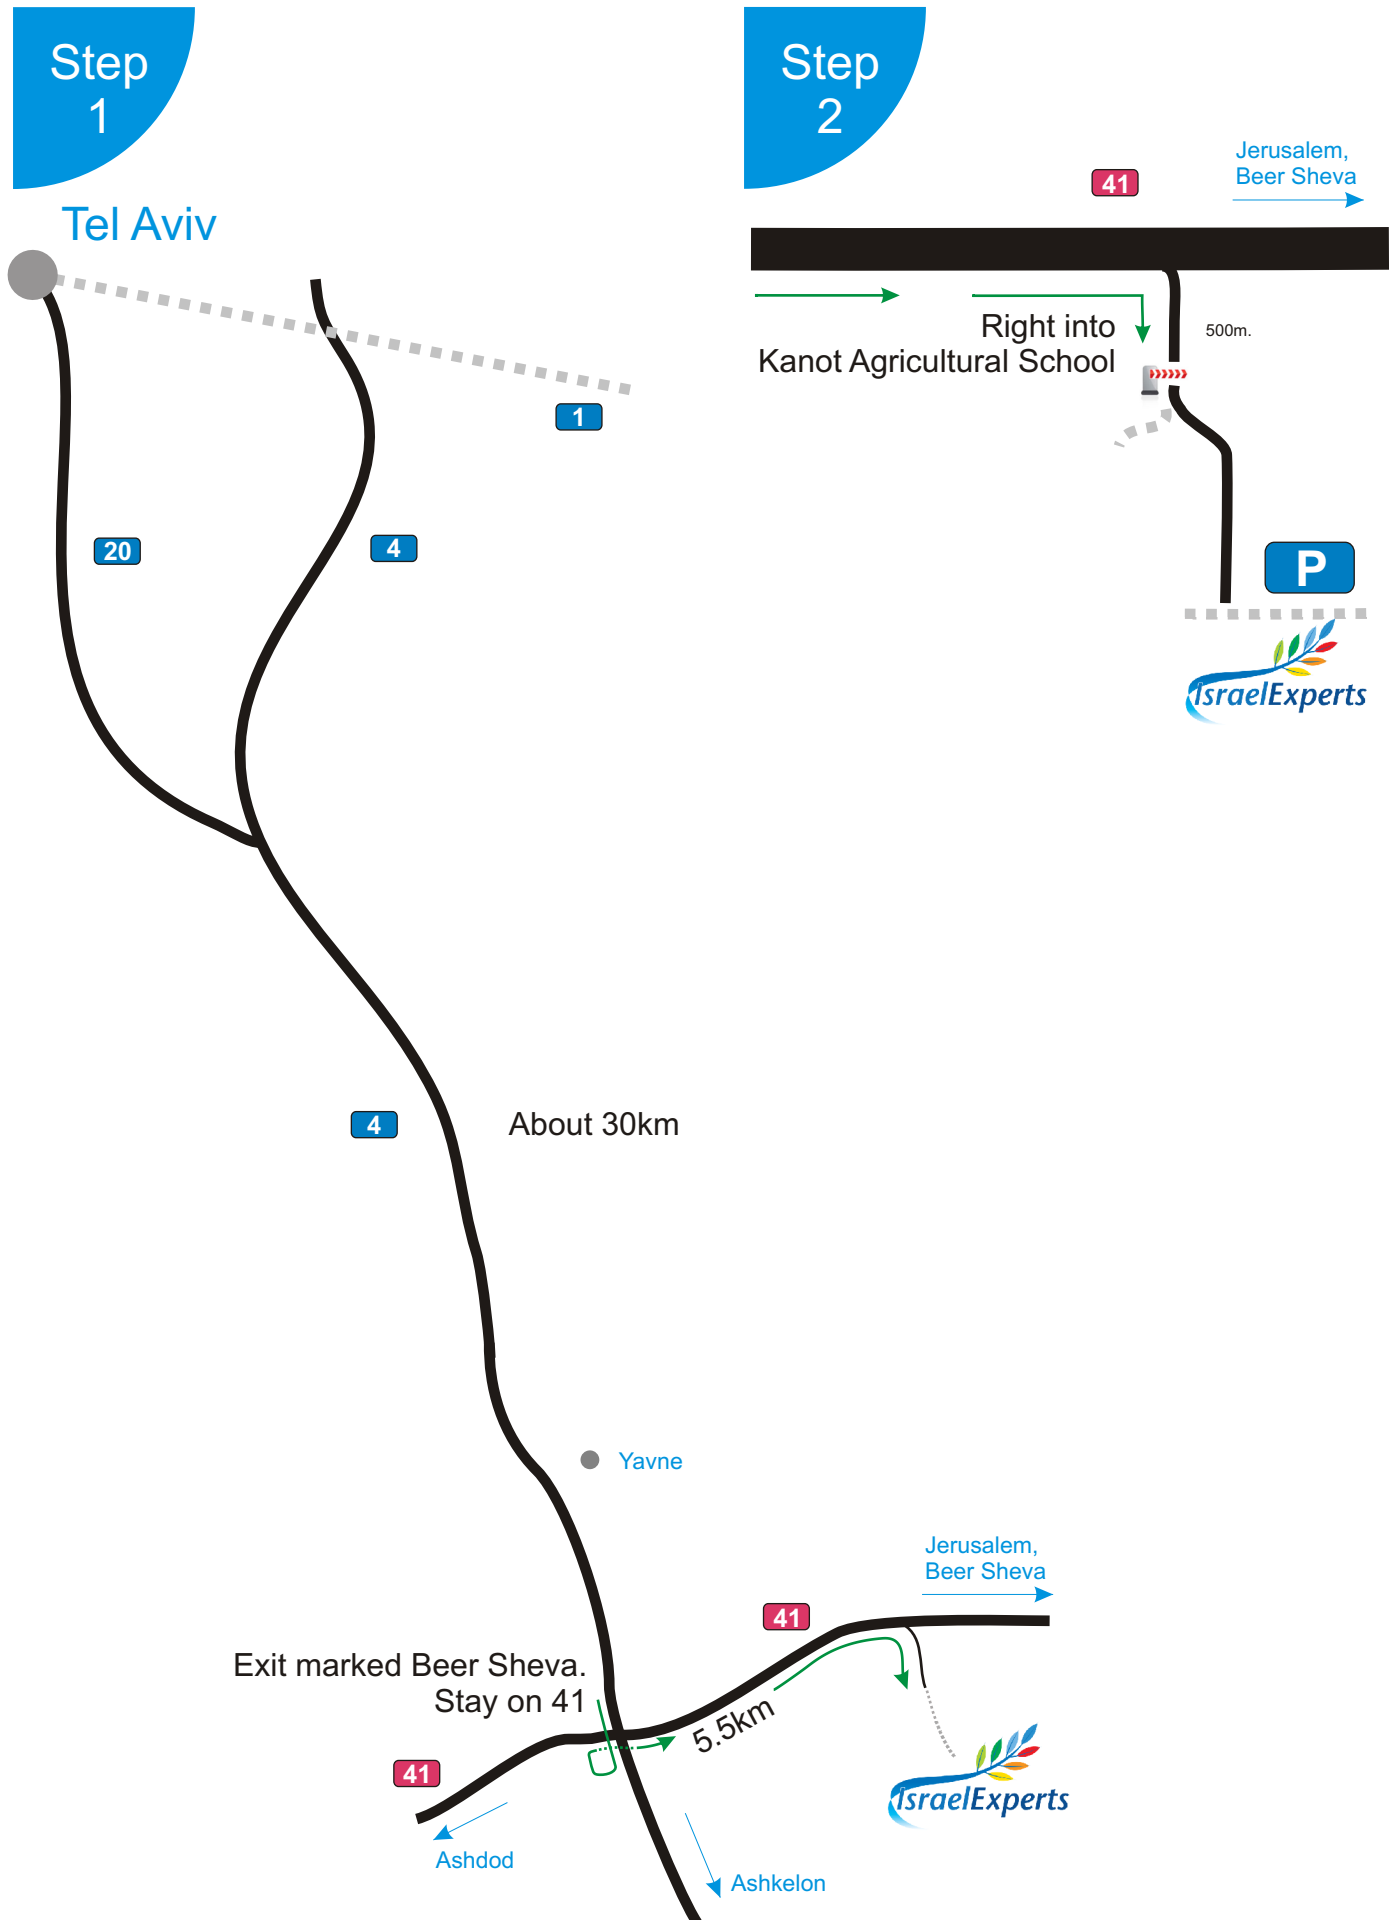 Step
1
Tel Aviv
1
20
4
4
About 30km
Yavne
Jerusalem,
Beer Sheva
41
Exit marked Beer Sheva.
Stay on 41
5.5km
41
IsraelExperts
Ashdod
Ashkelon
Step
2
Jerusalem,
Beer Sheva
41
Right into
Kanot Agricultural School
500m.
P
IsraelExperts